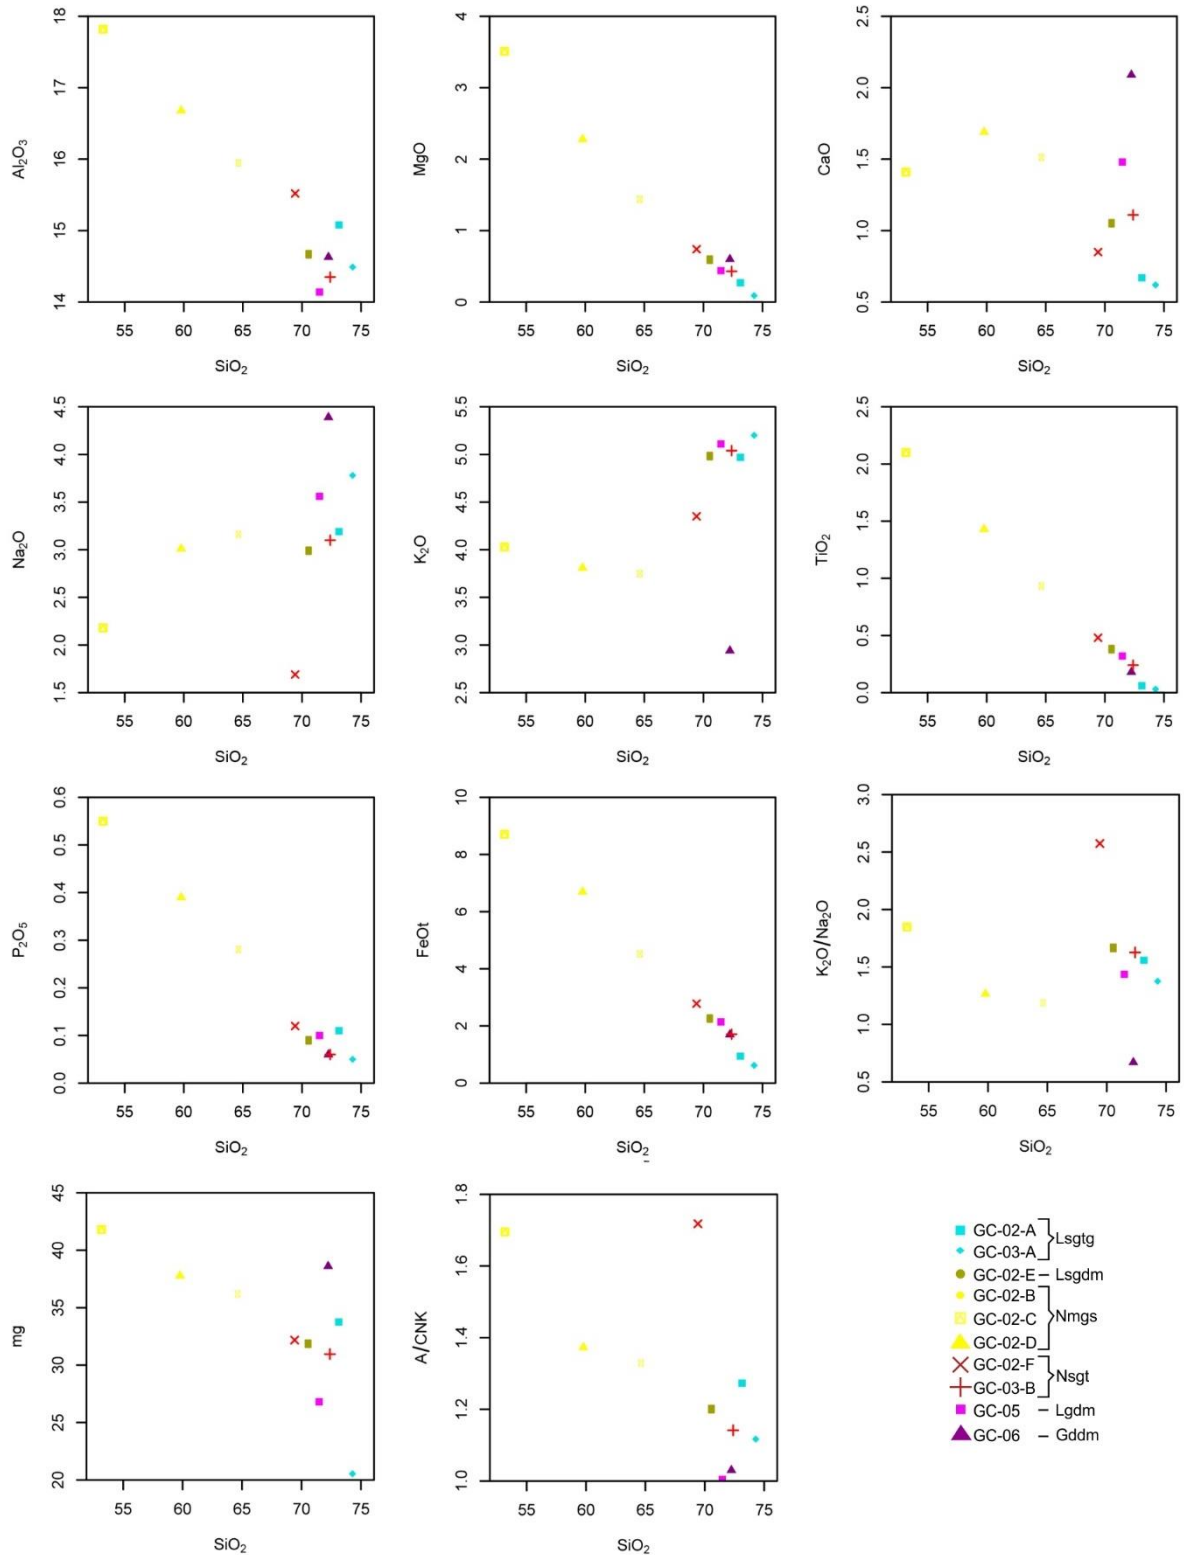 Al₂O₃
18
17
16
15
14
55 60 65 70 75
SiO₂
MgO
4
3
2
1
0
55 60 65 70 75
SiO₂
CaO
2.5
2.0
1.5
1.0
0.5
55 60 65 70 75
SiO₂
Na₂O
4.5
4.0
3.5
3.0
2.5
2.0
1.5
55 60 65 70 75
SiO₂
K₂O
5.5
5.0
4.5
4.0
3.5
3.0
2.5
55 60 65 70 75
SiO₂
TiO₂
2.5
2.0
1.5
1.0
0.5
0.0
55 60 65 70 75
SiO₂
P₂O₅
0.6
0.5
0.4
0.3
0.2
0.1
0.0
55 60 65 70 75
SiO₂
FeOt
10
8
6
4
2
0
55 60 65 70 75
SiO₂
K₂O/Na₂O
3.0
2.5
2.0
1.5
1.0
0.5
55 60 65 70 75
SiO₂
mg
45
40
35
30
25
20
55 60 65 70 75
SiO₂
A/CNK
1.8
1.6
1.4
1.2
1.0
55 60 65 70 75
SiO₂
GC-02-A
GC-03-A
Lsgtg
GC-02-E – Lsgdm
GC-02-B
GC-02-C
GC-02-D
Nmgs
GC-02-F
GC-03-B
Nsgt
GC-05 – Lgdm
GC-06 – Gddm